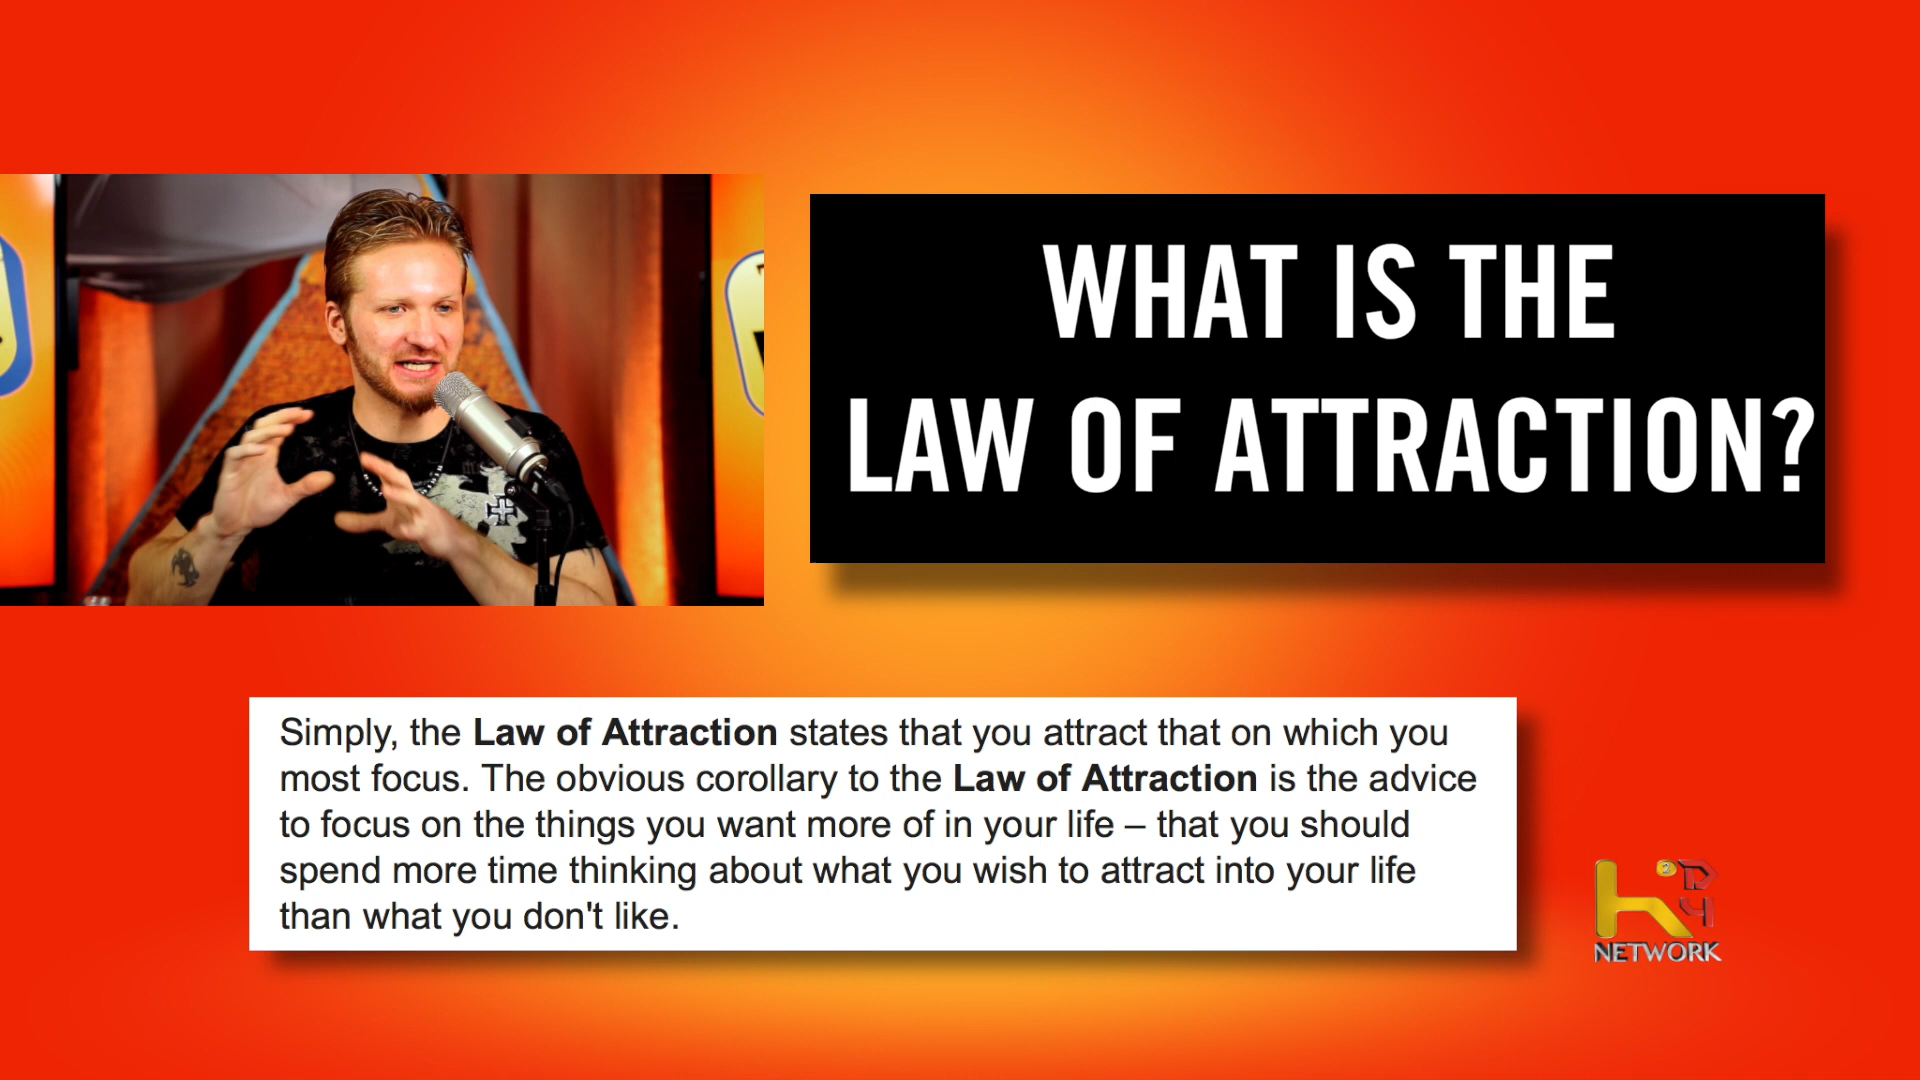 WHAT IS THE
LAW OF ATTRACTION?
Simply, the Law of Attraction states that you attract that on which you
most focus. The obvious corollary to the Law of Attraction is the advice
to focus on the things you want more of in your life – that you should
spend more time thinking about what you wish to attract into your life
than what you don't like.
NETWORK